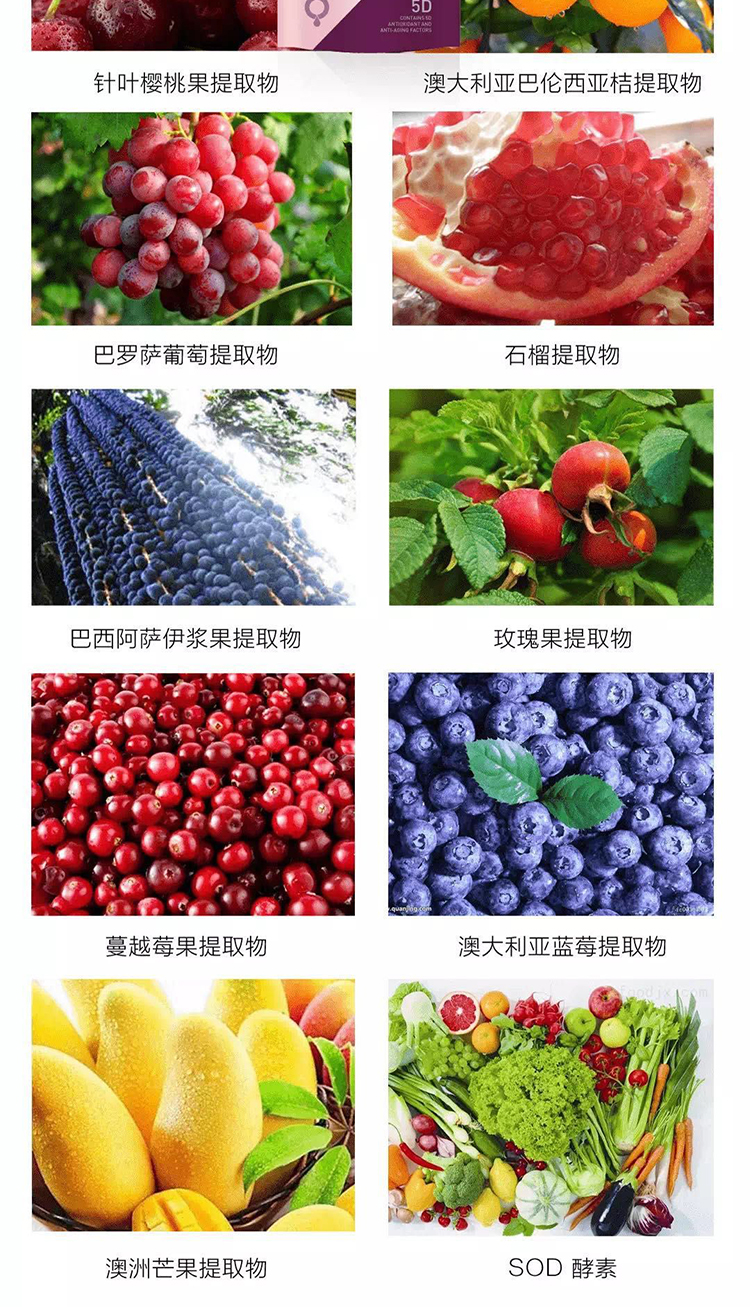 5D
CONTAINS 5D
ANTIOXIDANT AND
ANTI-AGING FACTORS
针叶樱桃果提取物
澳大利亚巴伦西亚桔提取物
巴罗萨葡萄提取物
石榴提取物
巴西阿萨伊浆果提取物
玫瑰果提取物
quanjing.com
蔓越莓果提取物
澳大利亚蓝莓提取物
澳洲芒果提取物
SOD 酵素